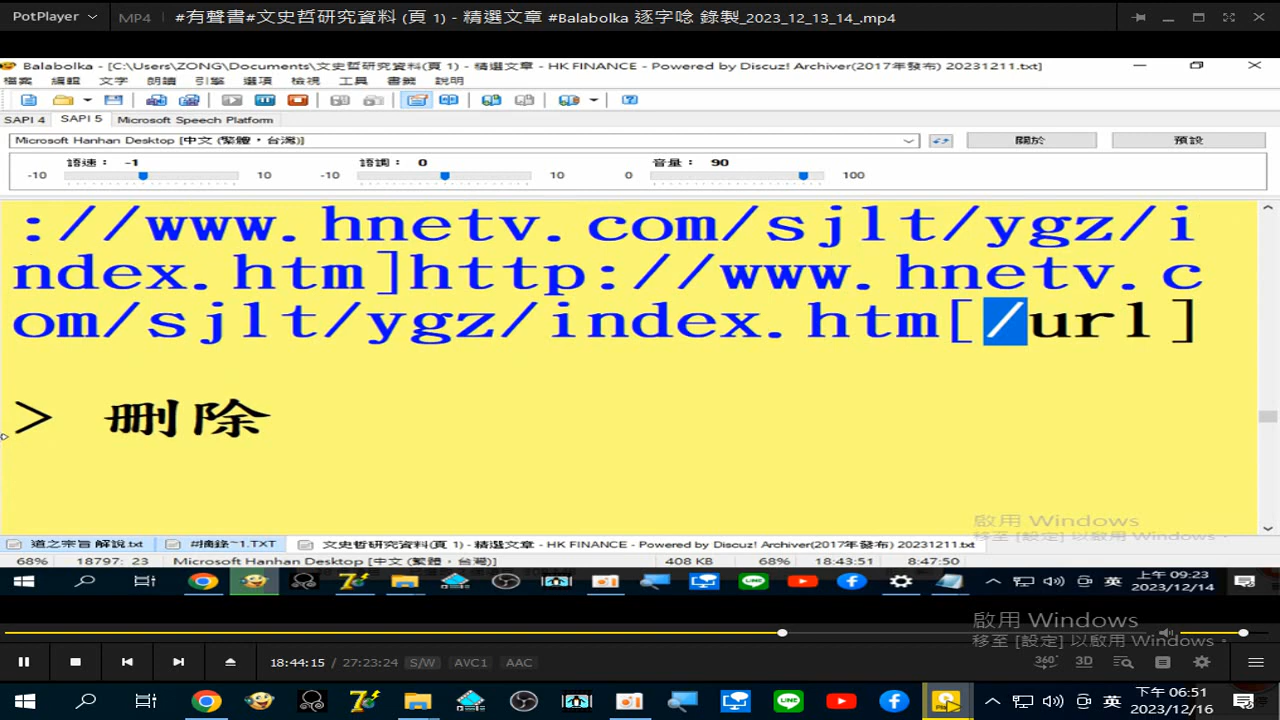 PotPlayer MP4 #有聲書#文史哲研究資料 (頁 1) - 精選文章 #Balabolka 逐字唸 錄製_2023_12_13_14_.mp4
Balabolka - [C:\Users\ZONG\Documents\文史哲研究資料(頁 1) - 精選文章 - HK FINANCE - Powered by Discuz! Archiver(2017年發布) 20231211.txt]
檔案 編輯 文字 朗讀 引擎 選項 檢視 工具 書籤 說明
SAPI 4 SAPI 5 Microsoft Speech Platform
Microsoft Hanhan Desktop [中文 (繁體，台灣)]
關於 預設
語速： -1 語調： 0 音量： 90
-10 10 -10 10 0 100
://www.hnetv.com/sjlt/ygz/i
ndex.htm]http://www.hnetv.c
om/sjlt/ygz/index.htm[/url]
> 刪除
啟用 Windows
移至 [設定] 以啟用 Windows。
道之宗旨 解說.txt #摘錄~1.TXT 文史哲研究資料(頁 1) - 精選文章 - HK FINANCE - Powered by Discuz! Archiver(2017年發布) 20231211.txt
68% 18797: 23 Microsoft Hanhan Desktop [中文 (繁體，台灣)] 408 KB 68% 18:43:51 8:47:50
英 上午 09:23
2023/12/14
啟用 Windows
移至 [設定] 以啟用 Windows。
18:44:15 / 27:23:24 S/W AVC1 AAC 360° 3D
英 下午 06:51
2023/12/16